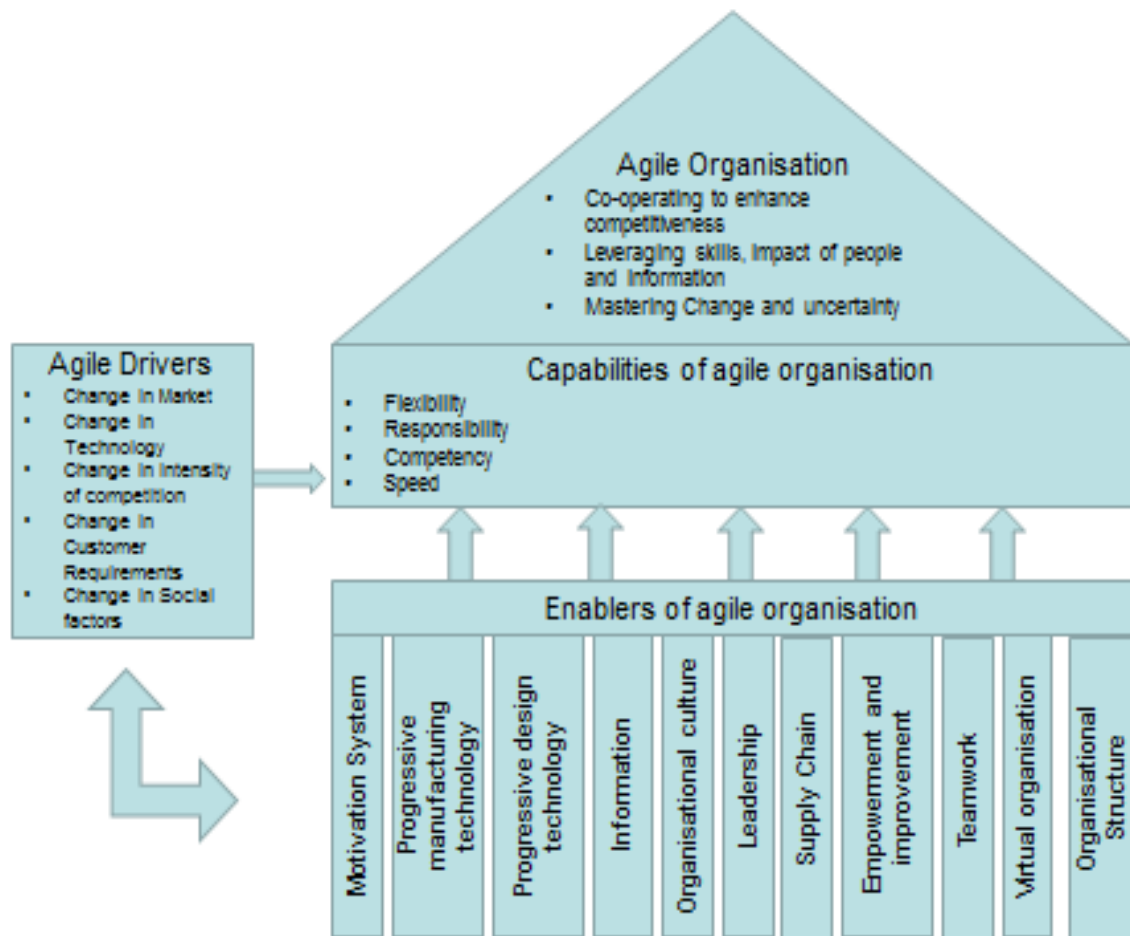 Agile Organisation
• Co-operating to enhance
competitiveness
• Leveraging skills, impact of people
and information
• Mastering Change and uncertainty
Agile Drivers
• Change in Market
• Change in
Technology
• Change in intensity
of competition
• Change in
Customer
Requirements
• Change in Social
factors
Capabilities of agile organisation
• Flexibility
• Responsibility
• Competency
• Speed
Enablers of agile organisation
Motivation System
Progressive
manufacturing
technology
Progressive design
technology
Information
Organisational culture
Leadership
Supply Chain
Empowerment and
improvement
Teamwork
Virtual organisation
Organisational
Structure